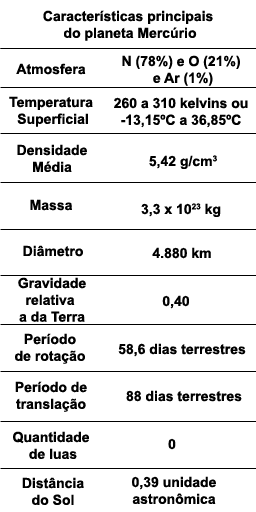 Características principais
do planeta Mercúrio
Atmosfera
N (78%) e O (21%)
e Ar (1%)
Temperatura
Superficial
260 a 310 kelvins ou
-13,15ºC a 36,85ºC
Densidade
Média
5,42 g/cm³
Massa
3,3 x 10²³ kg
Diâmetro
4.880 km
Gravidade
relativa
a da Terra
0,40
Período
de rotação
58,6 dias terrestres
Período de
translação
88 dias terrestres
Quantidade
de luas
0
Distância
do Sol
0,39 unidade
astronômica